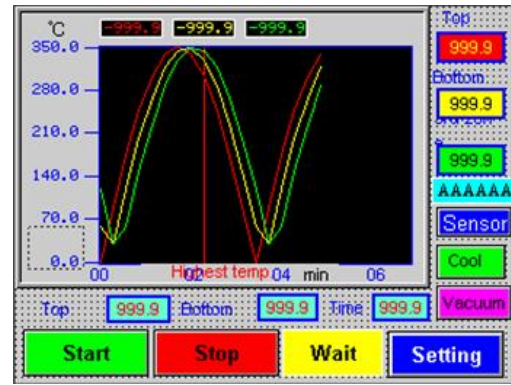 °C -999.9 -999.9 -999.9
350.0
280.0
210.0
140.0
70.0
0.0
00 02 04 min 06
Highest temp
Top
999.9
Bottom
999.9
999.9
AAAAAA
Sensor
Cool
Vacuum
Top 999.9 Bottom 999.9 Time 999.9
Start Stop Wait Setting